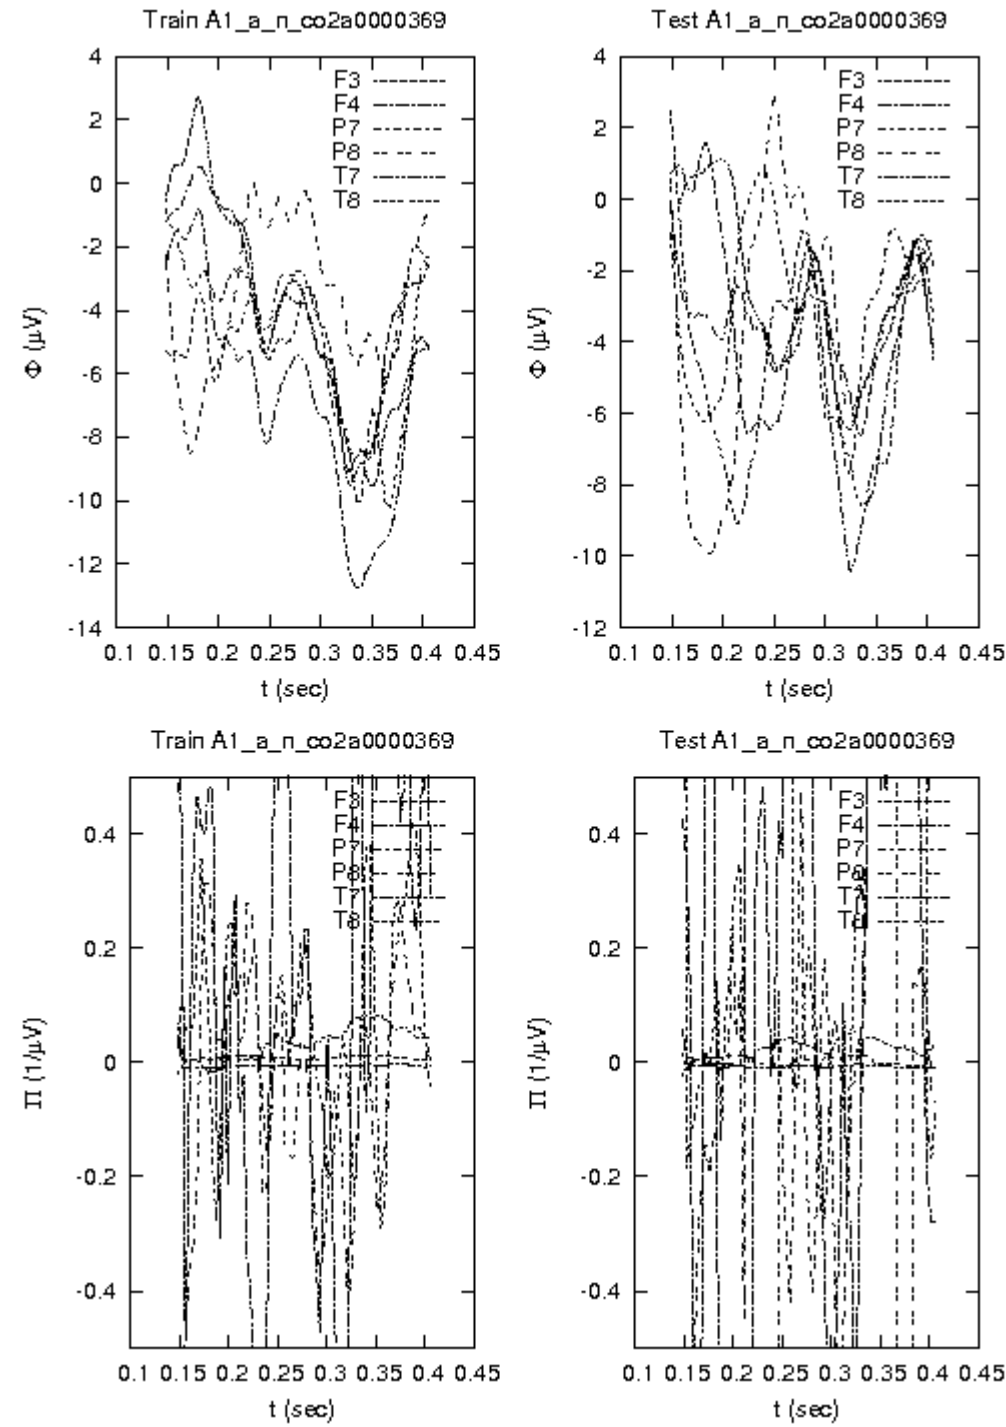 Train A1_a_n_co2a0000369
4
2
0
-2
-4
-6
-8
-10
-12
-14
Φ (μV)
F3
F4
P7
P8
T7
T8
0.1 0.15 0.2 0.25 0.3 0.35 0.4 0.45
t (sec)
Test A1_a_n_co2a0000369
4
2
0
-2
-4
-6
-8
-10
-12
Φ (μV)
F3
F4
P7
P8
T7
T8
0.1 0.15 0.2 0.25 0.3 0.35 0.4 0.45
t (sec)
Train A1_a_n_co2a0000369
0.4
0.2
0
-0.2
-0.4
Π (1/μV)
F3
F4
P7
P8
T7
T8
0.1 0.15 0.2 0.25 0.3 0.35 0.4 0.45
t (sec)
Test A1_a_n_co2a0000369
0.4
0.2
0
-0.2
-0.4
Π (1/μV)
F3
F4
P7
P8
T7
T8
0.1 0.15 0.2 0.25 0.3 0.35 0.4 0.45
t (sec)